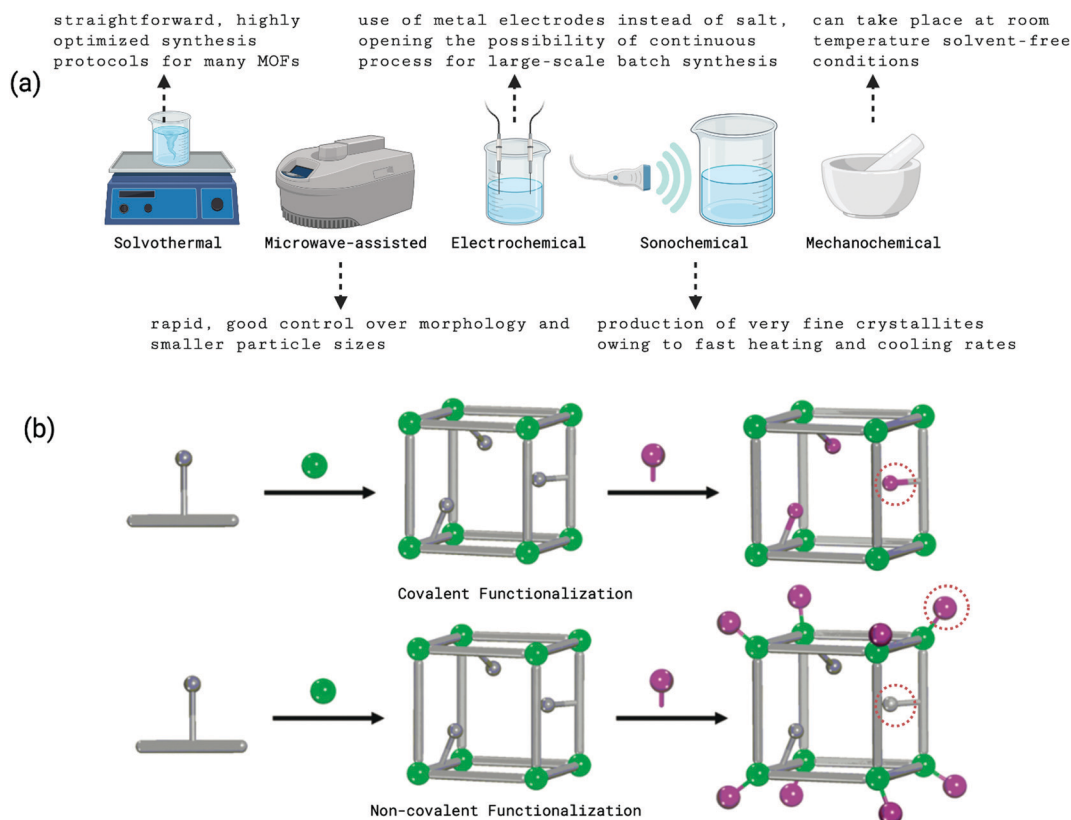 straightforward, highly
optimized synthesis
protocols for many MOFs
use of metal electrodes instead of salt,
opening the possibility of continuous
process for large-scale batch synthesis
can take place at room
temperature solvent-free
conditions
(a)
Solvothermal
Microwave-assisted
Electrochemical
Sonochemical
Mechanochemical
rapid, good control over morphology and
smaller particle sizes
production of very fine crystallites
owing to fast heating and cooling rates
(b)
Covalent Functionalization
Non-covalent Functionalization